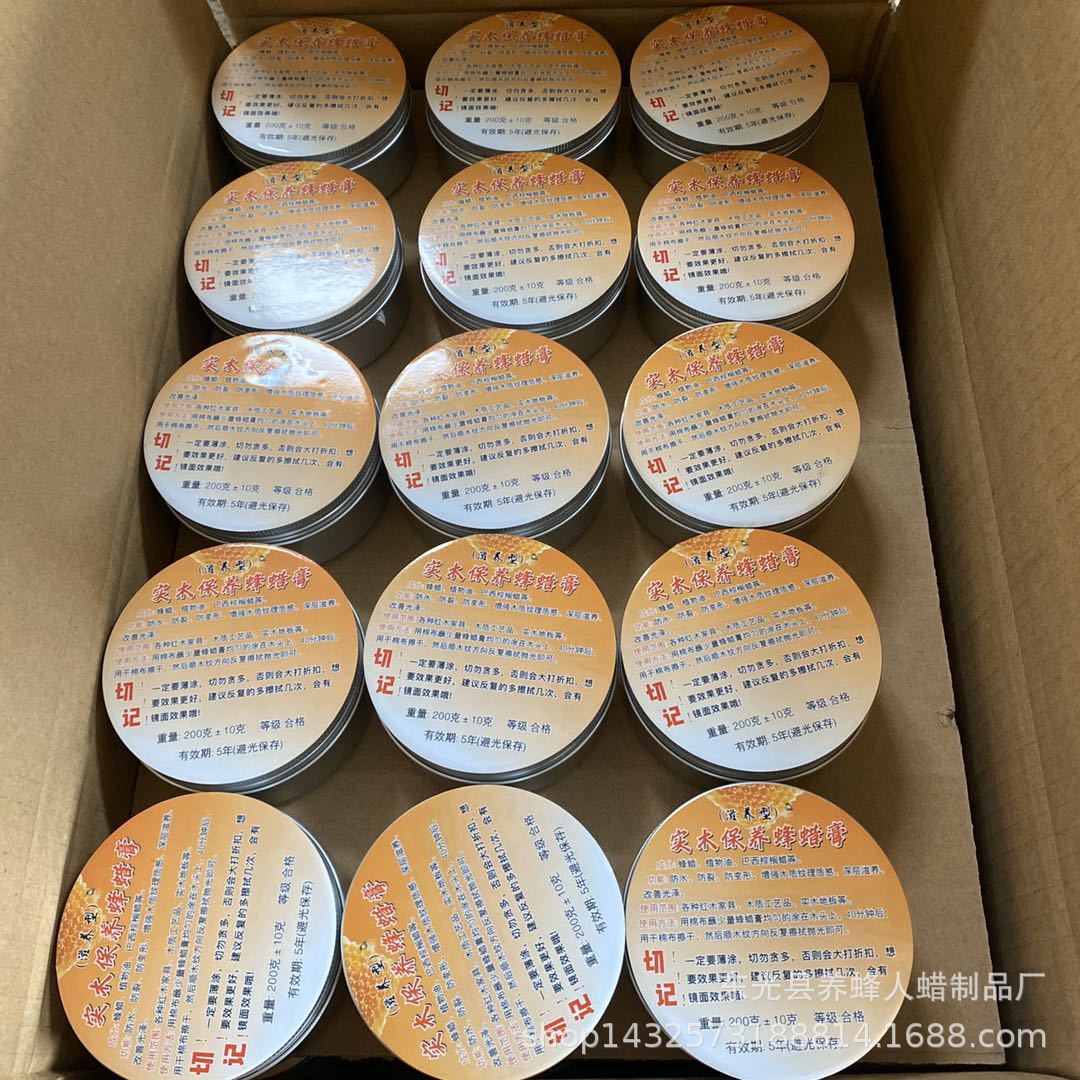 (滋养型)
实木保养蜂蜡膏
成分: 蜂蜡、植物油、巴西棕榈蜡等。
功能: 防水、防裂、防变形、增强木质纹理质感、深层滋养、
改善光泽。
使用范围: 各种红木家具、木质工艺品、实木地板等。
使用方法: 用棉布蘸少量蜂蜡膏均匀的涂在木头上，40分钟后，
用干棉布擦干，然后顺木纹方向反复擦拭抛光即可。
切记!!!
一定要薄涂，切勿贪多，否则会大打折扣，想
要效果更好，建议反复的多擦拭几次，会有
镜面效果哦!
重量: 200克±10克 等级 合格
有效期: 5年(避光保存)
东光县养蜂人蜡制品厂
shop1432573188814.1688.com